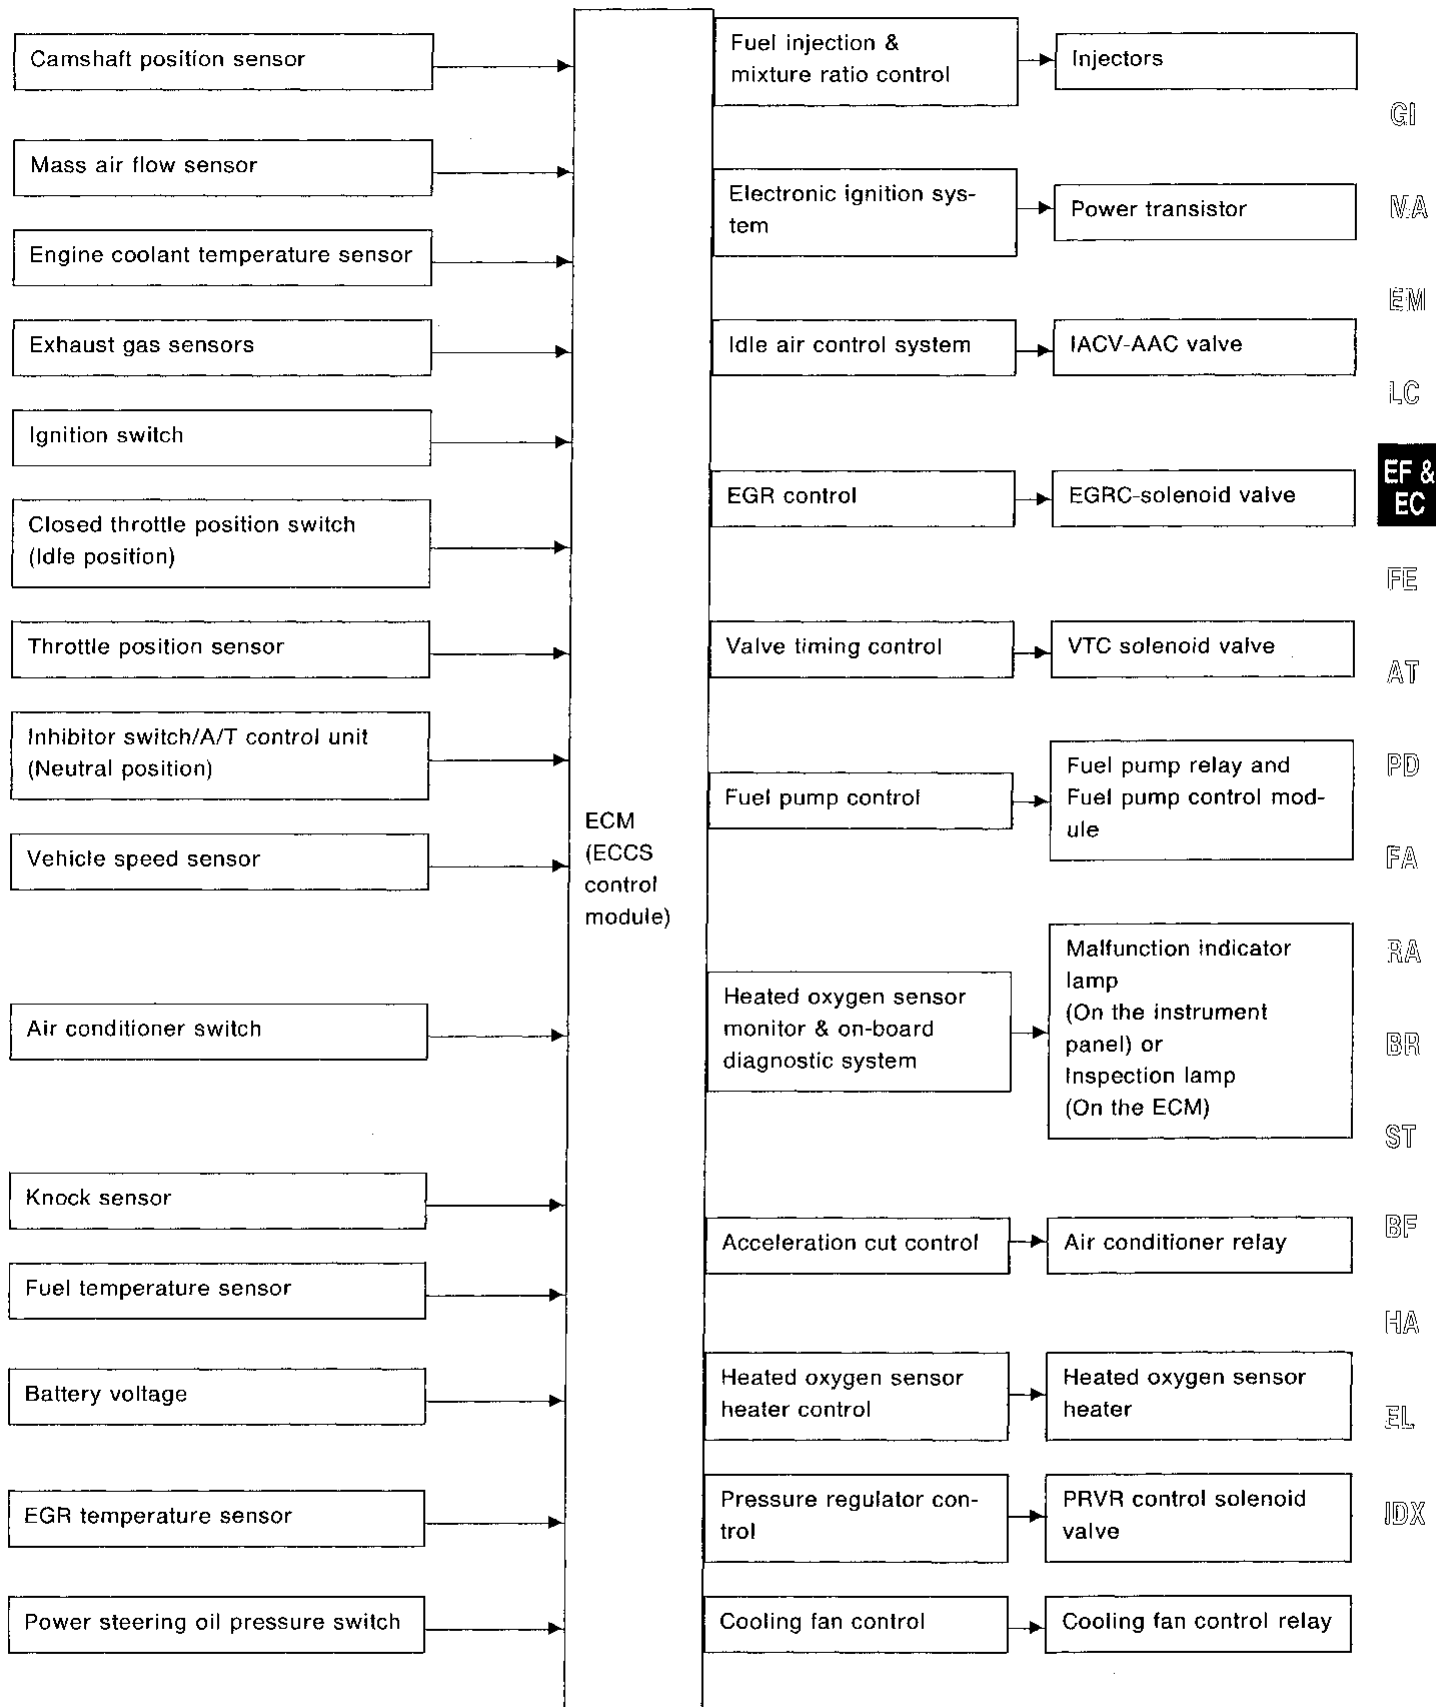 Camshaft position sensor
Mass air flow sensor
Engine coolant temperature sensor
Exhaust gas sensors
Ignition switch
Closed throttle position switch
(Idle position)
Throttle position sensor
Inhibitor switch/A/T control unit
(Neutral position)
Vehicle speed sensor
Air conditioner switch
Knock sensor
Fuel temperature sensor
Battery voltage
EGR temperature sensor
Power steering oil pressure switch
ECM
(ECCS
control
module)
Fuel injection &
mixture ratio control
Injectors
Electronic ignition sys-
tem
Power transistor
Idle air control system
IACV-AAC valve
EGR control
EGRC-solenoid valve
Valve timing control
VTC solenoid valve
Fuel pump control
Fuel pump relay and
Fuel pump control mod-
ule
Heated oxygen sensor
monitor & on-board
diagnostic system
Malfunction indicator
lamp
(On the instrument
panel) or
Inspection lamp
(On the ECM)
Acceleration cut control
Air conditioner relay
Heated oxygen sensor
heater control
Heated oxygen sensor
heater
Pressure regulator con-
trol
PRVR control solenoid
valve
Cooling fan control
Cooling fan control relay
GI
MA
EM
LC
EF &
EC
FE
AT
PD
FA
RA
BR
ST
BF
HA
EL
IDX